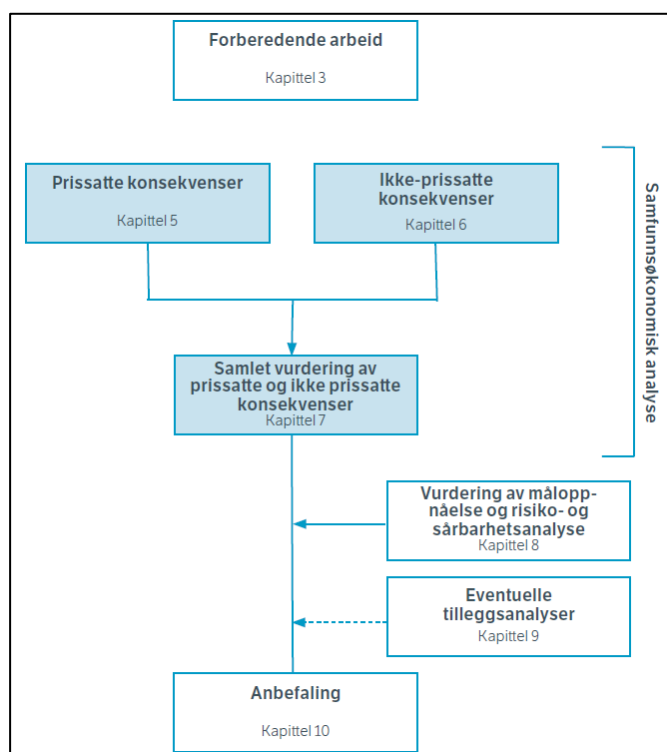 Forberedende arbeid
Kapittel 3
Prissatte konsekvenser
Kapittel 5
Ikke-prissatte
konsekvenser
Kapittel 6
Samfunnsøkonomisk analyse
Samlet vurdering av
prissatte og ikke prissatte
konsekvenser
Kapittel 7
Vurdering av målopp-
nåelse og risiko- og
sårbarhetsanalyse
Kapittel 8
Eventuelle
tilleggsanalyser
Kapittel 9
Anbefaling
Kapittel 10